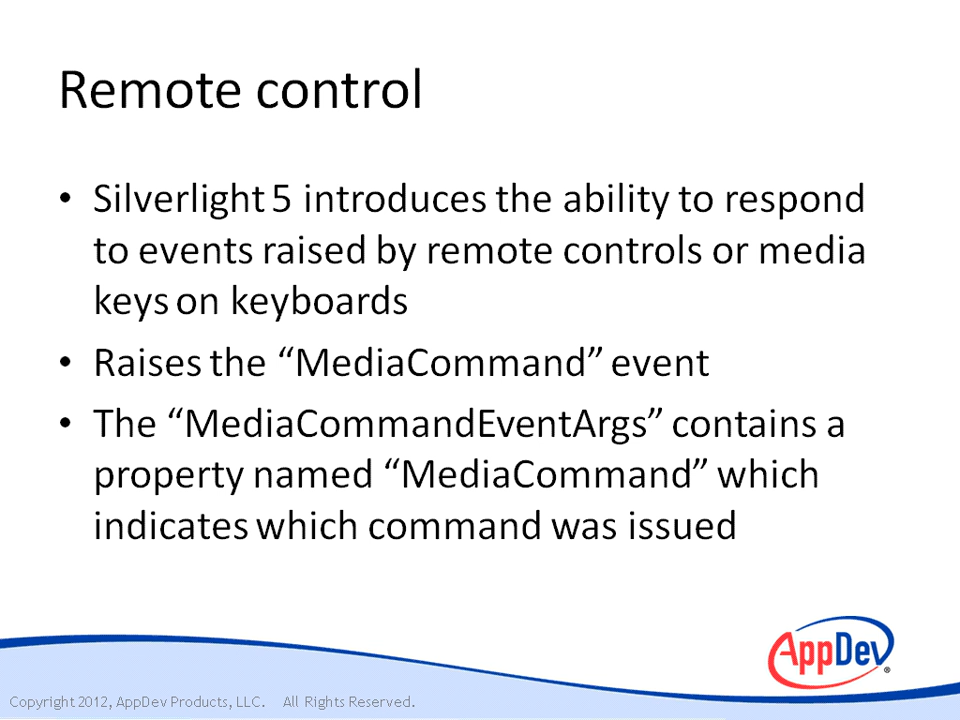 Remote control
• Silverlight 5 introduces the ability to respond
to events raised by remote controls or media
keys on keyboards
• Raises the “MediaCommand” event
• The “MediaCommandEventArgs” contains a
property named “MediaCommand” which
indicates which command was issued
AppDev®
Copyright 2012, AppDev Products, LLC. All Rights Reserved.